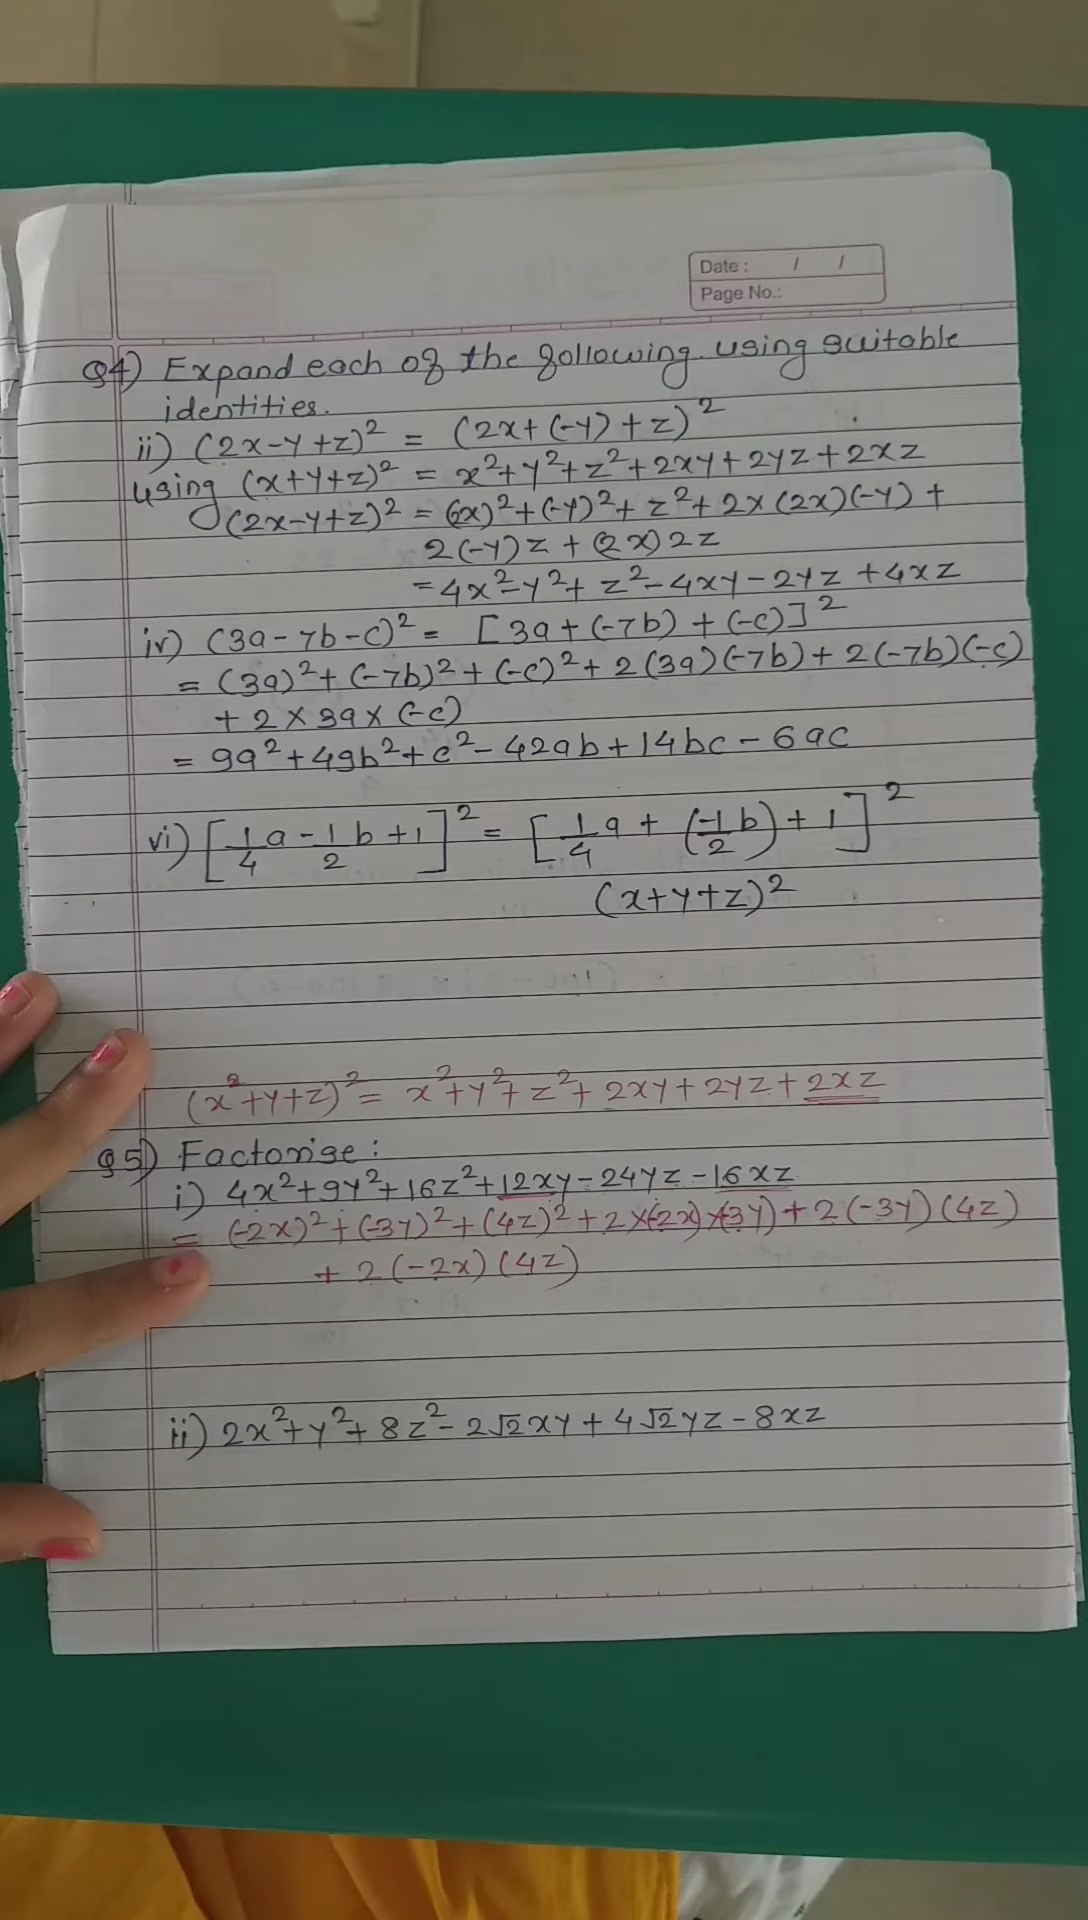 Date : / /
Page No.:
Q4) Expand each of the following using suitable
identities.
ii) (2x-y+z)² = (2x+(-y)+z)²
using (x+y+z)² = x²+y²+z²+2xy+2yz+2xz
(2x-y+z)² = (2x)²+(-y)²+z²+2×(2x)(-y)+
2(-y)z+(2x)2z
=4x²-y²+z²-4xy-2yz+4xz
iv) (3a-7b-c)² = [3a+(-7b)+(-c)]²
= (3a)²+(-7b)²+(-c)²+2(3a)(-7b)+2(-7b)(-c)
+2×3a×(-c)
= 9a²+49b²+c²-42ab+14bc-6ac
vi) [1/4 a - 1/2 b + 1]² = [1/4 a + (-1/2 b) + 1]²
(x+y+z)²
(x²+y+z)² = x²+y²+z²+2xy+2yz+2xz
Q5) Factorise:
i) 4x²+9y²+16z²+12xy-24yz-16xz
= (-2x)²+(-3y)²+(4z)²+2×(-2x)×(-3y)+2(-3y)(4z)
+2(-2x)(4z)
ii) 2x²+y²+8z²-2√2xy+4√2yz-8xz